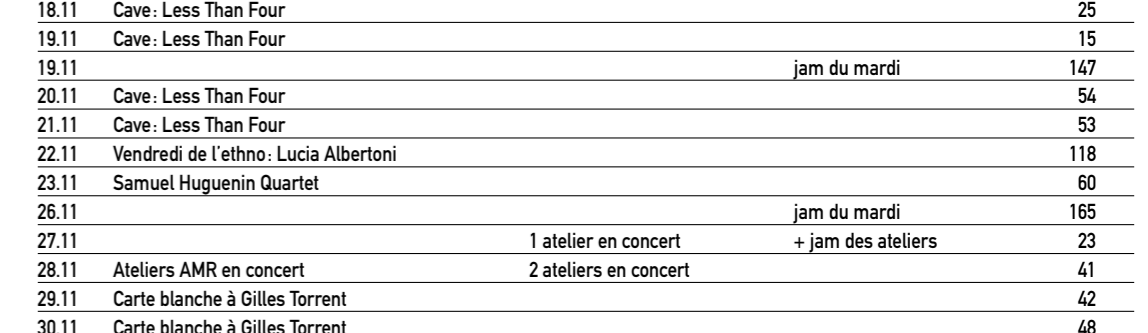 18.11 Cave: Less Than Four 25
19.11 Cave: Less Than Four 15
19.11 jam du mardi 147
20.11 Cave: Less Than Four 54
21.11 Cave: Less Than Four 53
22.11 Vendredi de l'ethno: Lucia Albertoni 118
23.11 Samuel Huguenin Quartet 60
26.11 jam du mardi 165
27.11 1 atelier en concert + jam des ateliers 23
28.11 Ateliers AMR en concert 2 ateliers en concert 41
29.11 Carte blanche à Gilles Torrent 42
30.11 Carte blanche à Gilles Torrent 48